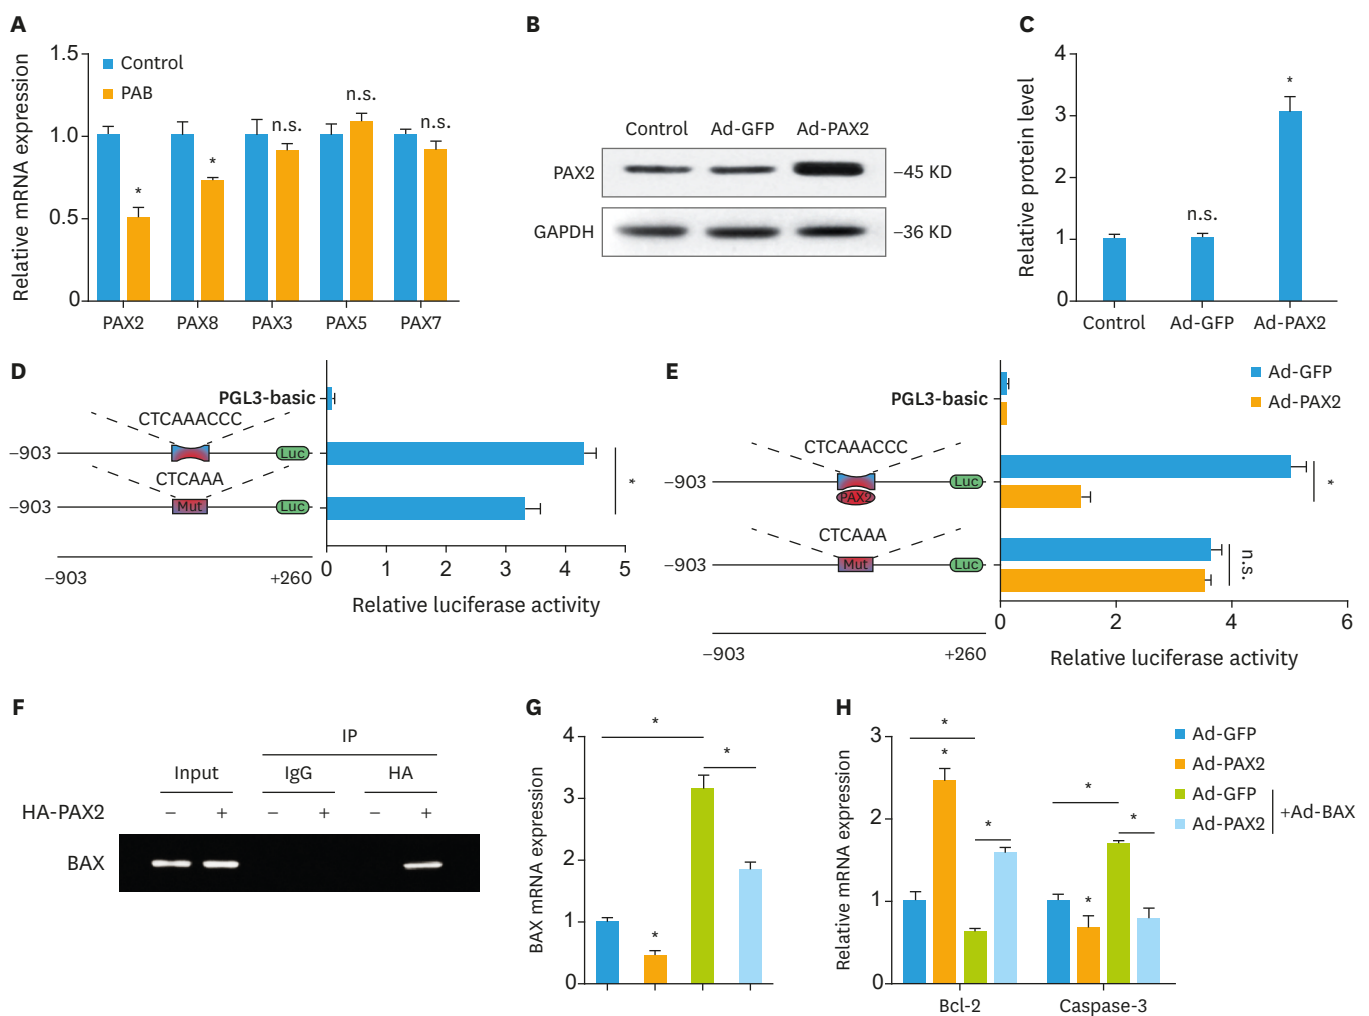 A
Relative mRNA expression
1.5
1.0
0.5
0
Control
PAB
*
*
n.s.
n.s.
n.s.
PAX2 PAX8 PAX3 PAX5 PAX7
B
Control Ad-GFP Ad-PAX2
PAX2 –45 KD
GAPDH –36 KD
C
Relative protein level
4
3
2
1
0
n.s.
*
Control Ad-GFP Ad-PAX2
D
PGL3-basic
CTCAAACCC
–903 Luc
CTCAAA
–903 Mut Luc
*
–903 +260
0 1 2 3 4 5
Relative luciferase activity
E
Ad-GFP
Ad-PAX2
PGL3-basic
CTCAAACCC
–903 Luc
PAX2
*
CTCAAA
–903 Mut Luc
n.s.
–903 +260
0 2 4 6
Relative luciferase activity
F
IP
Input IgG HA
HA-PAX2 – + – + – +
BAX
G
BAX mRNA expression
4
3
2
1
0
*
*
*
H
Relative mRNA expression
3
2
1
0
*
*
*
*
*
*
Bcl-2 Caspase-3
Ad-GFP
Ad-PAX2
Ad-GFP
Ad-PAX2
+Ad-BAX